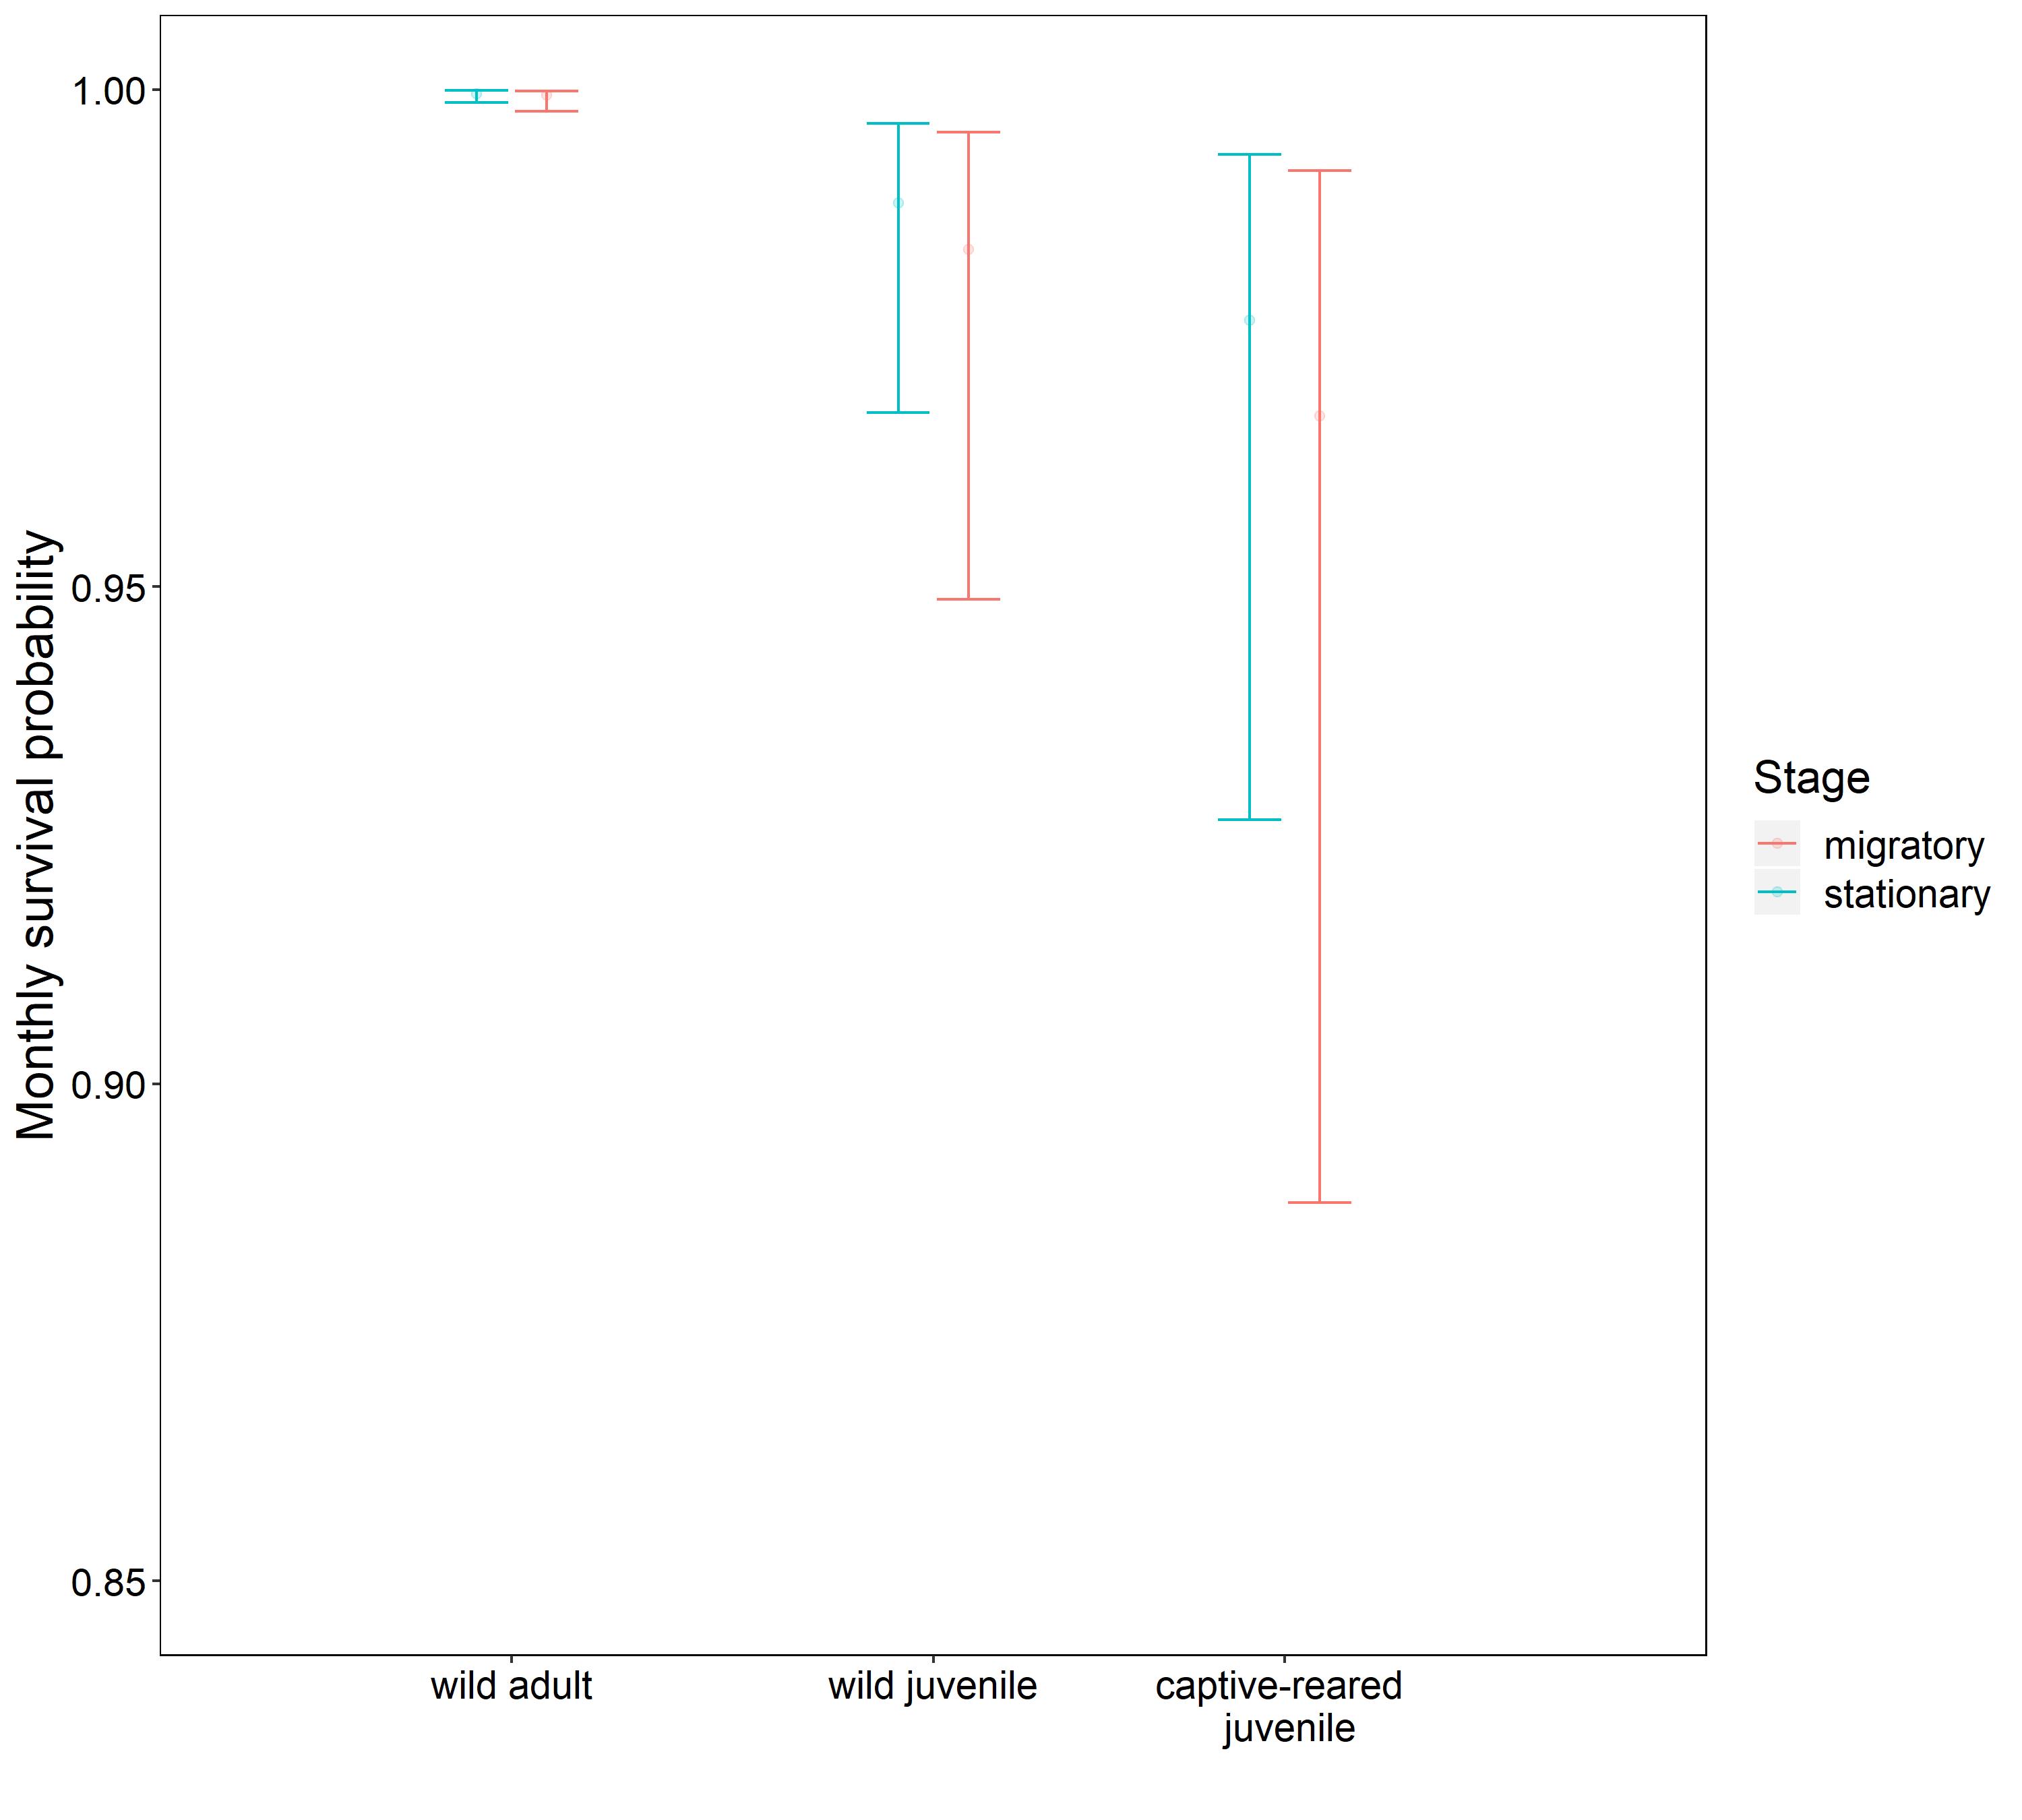 Monthly survival probability
1.00
0.95
0.90
0.85
wild adult
wild juvenile
captive-reared
juvenile
Stage
migratory
stationary